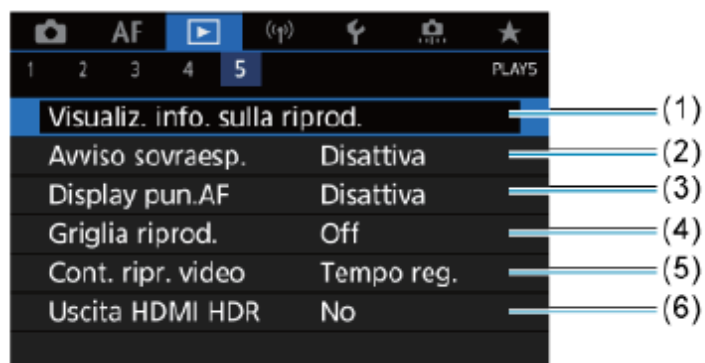 AF
1 2 3 4 5 PLAY5
Visualiz. info. sulla riprod. (1)
Avviso sovraesp. Disattiva (2)
Display pun.AF Disattiva (3)
Griglia riprod. Off (4)
Cont. ripr. video Tempo reg. (5)
Uscita HDMI HDR No (6)